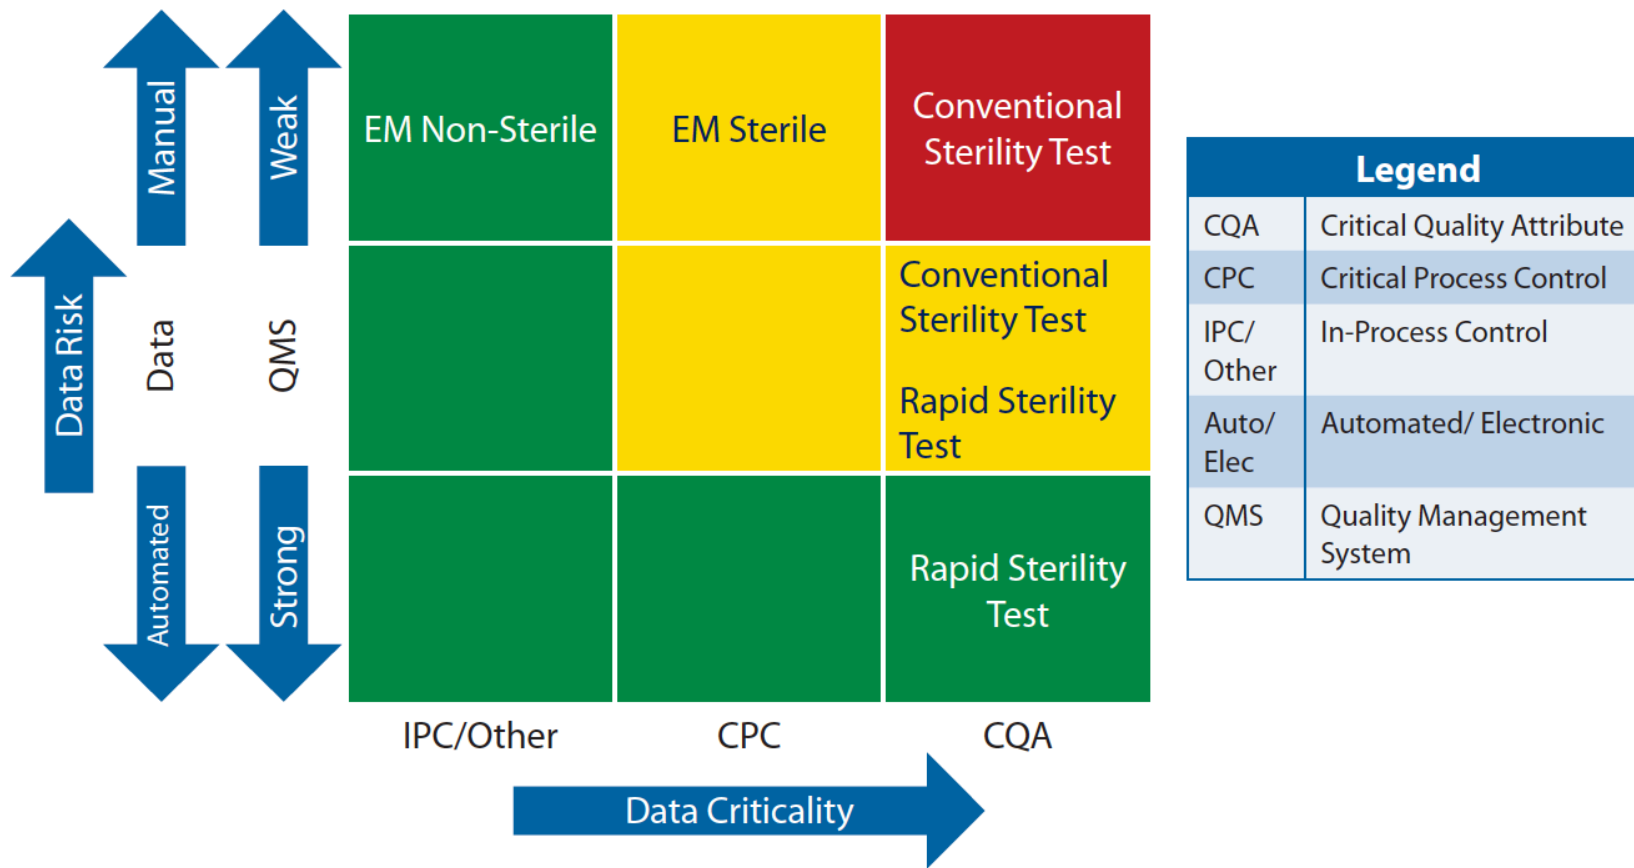 Manual
Weak
Data Risk
Data
QMS
Automated
Strong
EM Non-Sterile
EM Sterile
Conventional
Sterility Test
Conventional
Sterility Test
Rapid Sterility
Test
Rapid Sterility
Test
IPC/Other
CPC
CQA
Data Criticality
Legend
CQA Critical Quality Attribute
CPC Critical Process Control
IPC/ In-Process Control
Other
Auto/ Automated/ Electronic
Elec
QMS Quality Management
System